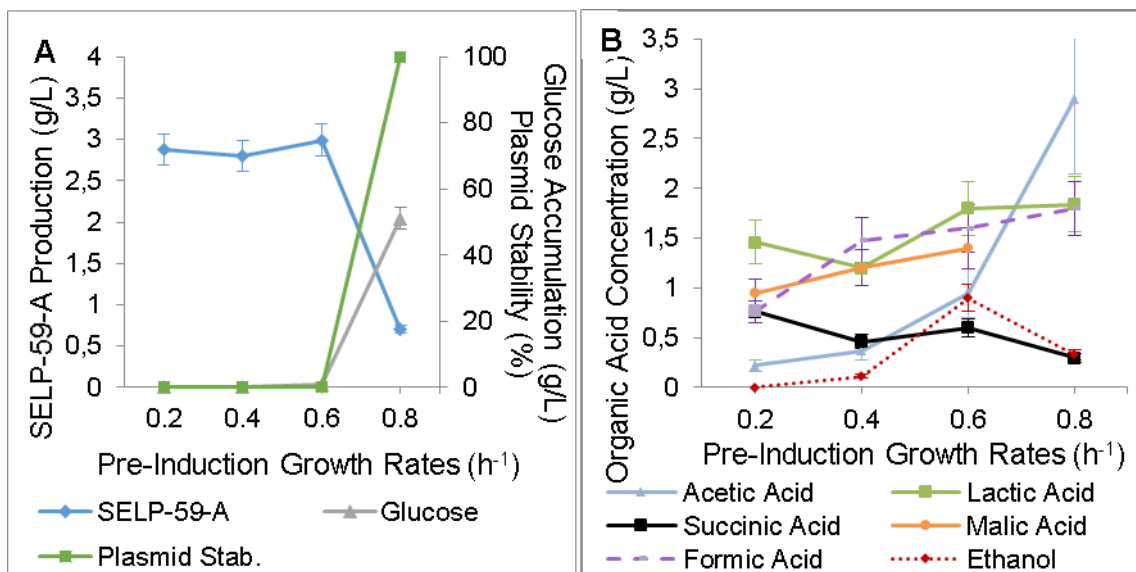 A
SELP-59-A Production (g/L)
4
3,5
3
2,5
2
1,5
1
0,5
0
100
80
60
40
20
0
Glucose Accumulation (g/L)
Plasmid Stability (%)
0.2 0.4 0.6 0.8
Pre-Induction Growth Rates (h⁻¹)
SELP-59-A Glucose
Plasmid Stab.
B
Organic Acid Concentration (g/L)
3,5
3
2,5
2
1,5
1
0,5
0
0.2 0.4 0.6 0.8
Pre-Induction Growth Rates (h⁻¹)
Acetic Acid Lactic Acid
Succinic Acid Malic Acid
Formic Acid Ethanol